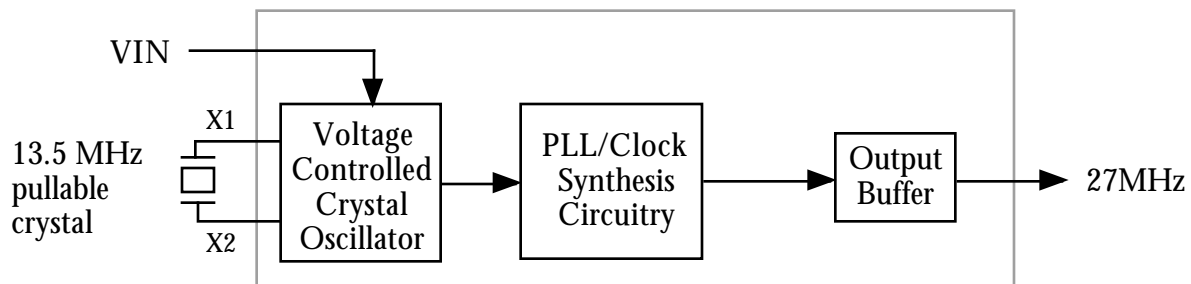 VIN
X1
13.5 MHz
pullable
crystal
X2
Voltage
Controlled
Crystal
Oscillator
PLL/Clock
Synthesis
Circuitry
Output
Buffer
27MHz